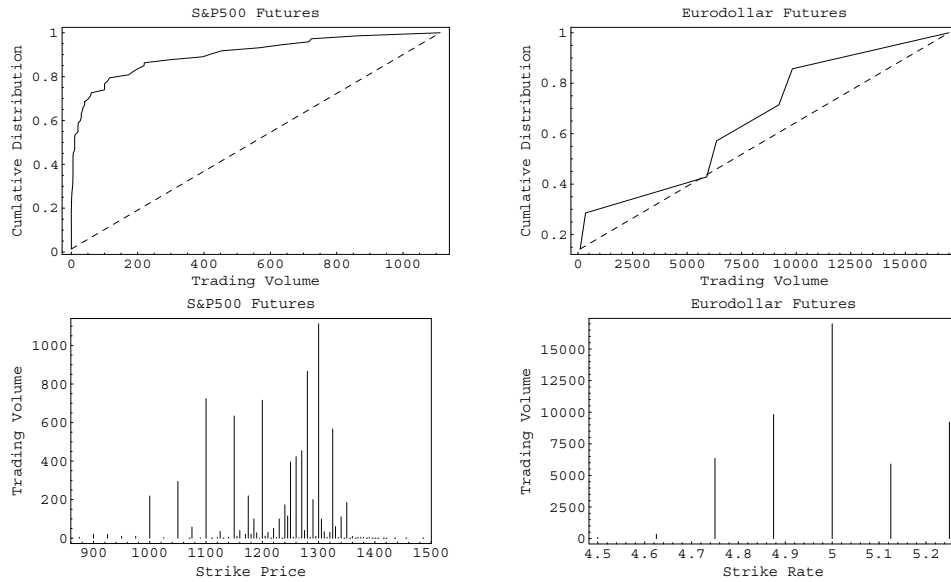 S&P500 Futures
1
0.8
0.6
0.4
0.2
0
Cumlative Distribution
0 200 400 600 800 1000
Trading Volume
Eurodollar Futures
1
0.8
0.6
0.4
0.2
Cumlative Distribution
0 2500 5000 7500 10000 12500 15000
Trading Volume
S&P500 Futures
1000
800
600
400
200
0
Trading Volume
900 1000 1100 1200 1300 1400 1500
Strike Price
Eurodollar Futures
15000
12500
10000
7500
5000
2500
0
Trading Volume
4.5 4.6 4.7 4.8 4.9 5 5.1 5.2
Strike Rate